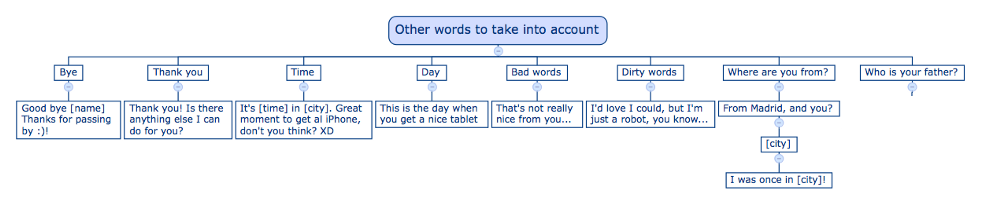 Other words to take into account
Bye
Thank you
Time
Day
Bad words
Dirty words
Where are you from?
Who is your father?
Good bye [name]
Thanks for passing
by :)!
Thank you! Is there
anything else I can
do for you?
It's [time] in [city]. Great
moment to get al iPhone,
don't you think? XD
This is the day when
you get a nice tablet
That's not really
nice from you...
I'd love I could, but I'm
just a robot, you know...
From Madrid, and you?
[city]
I was once in [city]!